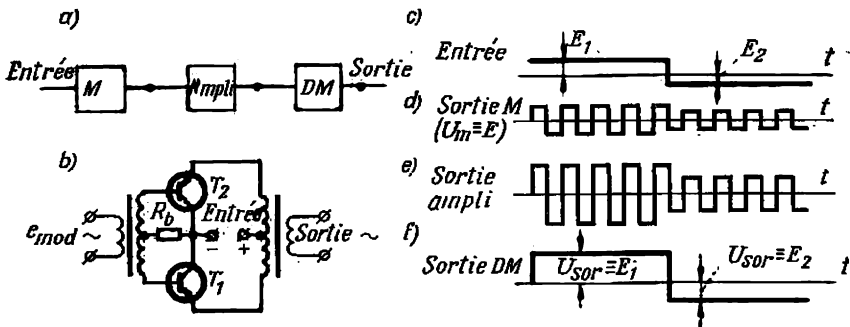 a)
Entrée
M
Ampli
DM
Sortie
b)
T2
Rb
Entrée
emod ~
- +
Sortie ~
T1
c)
Entrée
E1
E2
t
d)
Sortie M
(Um≡E)
t
e)
Sortie
ampli
t
f)
Sortie DM
Usor≡E1
Usor≡E2
t